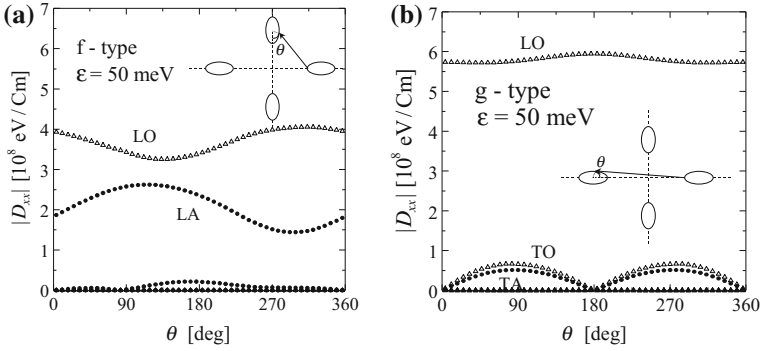 (a)
7
6
5
4
3
2
1
0
|Dxx| [10⁸ eV/Cm]
f - type
ε = 50 meV
θ
LO
LA
0 90 180 270 360
θ [deg]
(b)
7
6
5
4
3
2
1
0
|Dxx| [10⁸ eV/Cm]
LO
g - type
ε = 50 meV
θ
TO
TA
0 90 180 270 360
θ [deg]